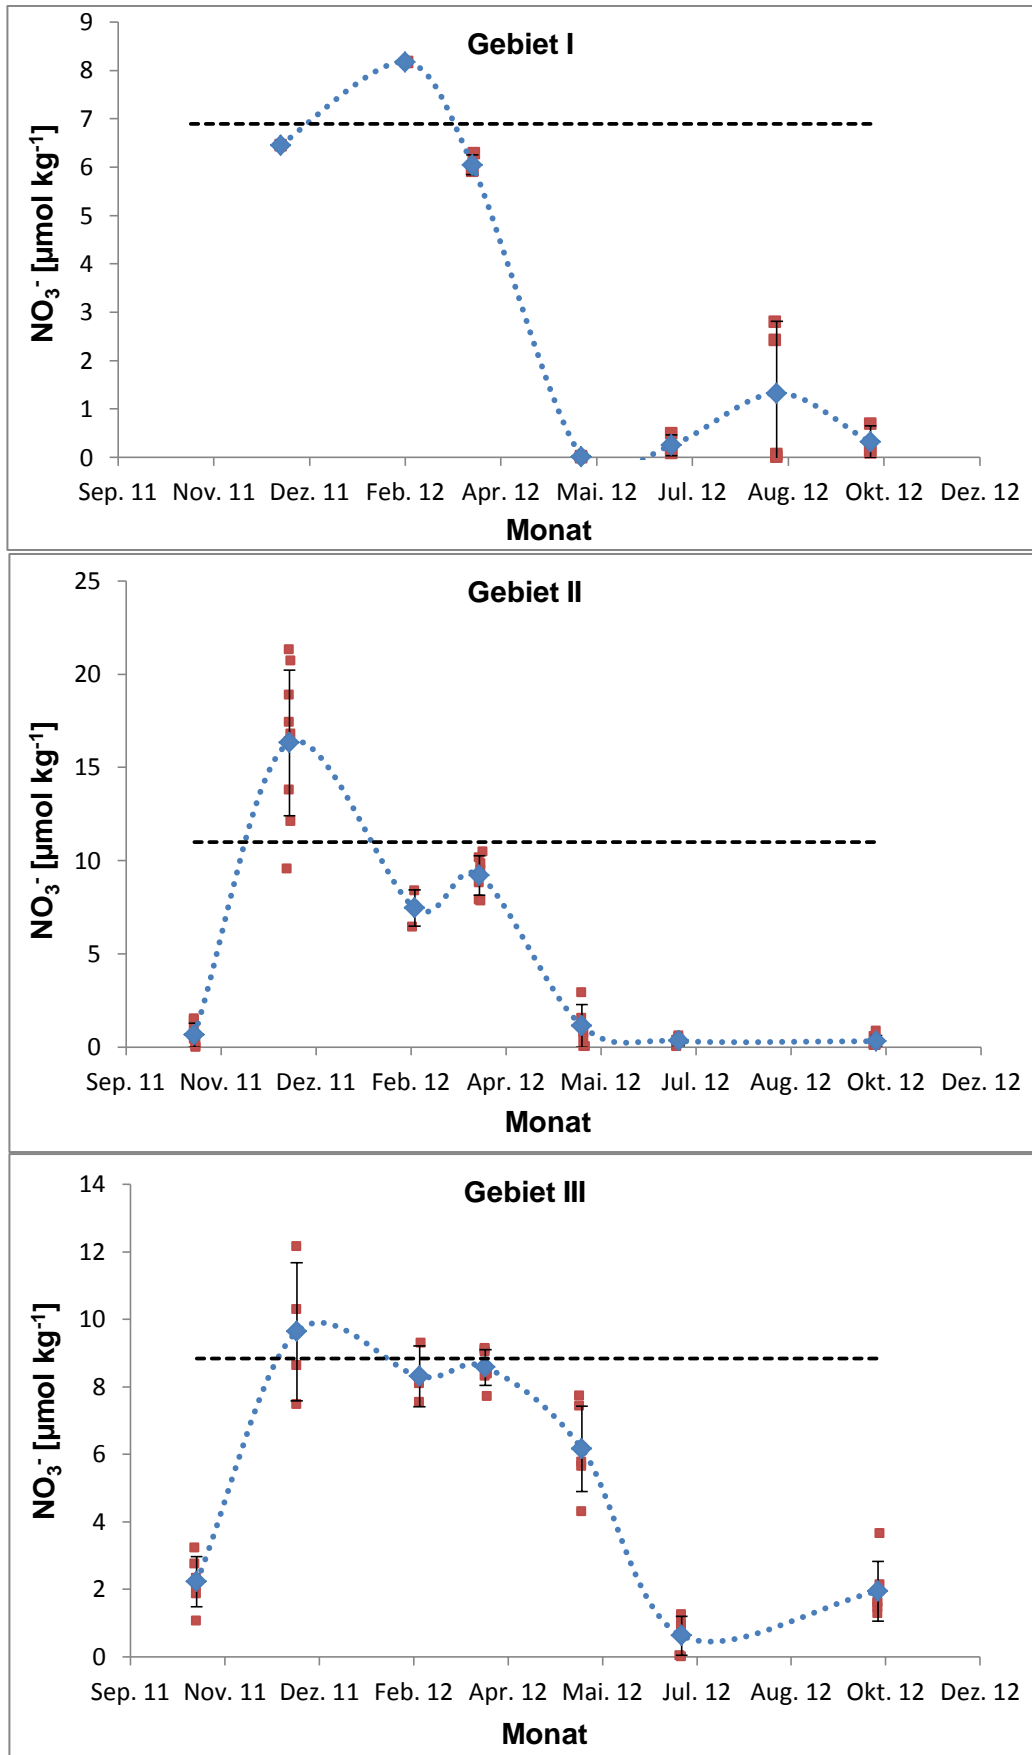 Gebiet I
NO₃⁻ [µmol kg⁻¹]
9
8
7
6
5
4
3
2
1
0
Sep. 11 Nov. 11 Dez. 11 Feb. 12 Apr. 12 Mai. 12 Jul. 12 Aug. 12 Okt. 12 Dez. 12
Monat
Gebiet II
NO₃⁻ [µmol kg⁻¹]
25
20
15
10
5
0
Sep. 11 Nov. 11 Dez. 11 Feb. 12 Apr. 12 Mai. 12 Jul. 12 Aug. 12 Okt. 12 Dez. 12
Monat
Gebiet III
NO₃⁻ [µmol kg⁻¹]
14
12
10
8
6
4
2
0
Sep. 11 Nov. 11 Dez. 11 Feb. 12 Apr. 12 Mai. 12 Jul. 12 Aug. 12 Okt. 12 Dez. 12
Monat